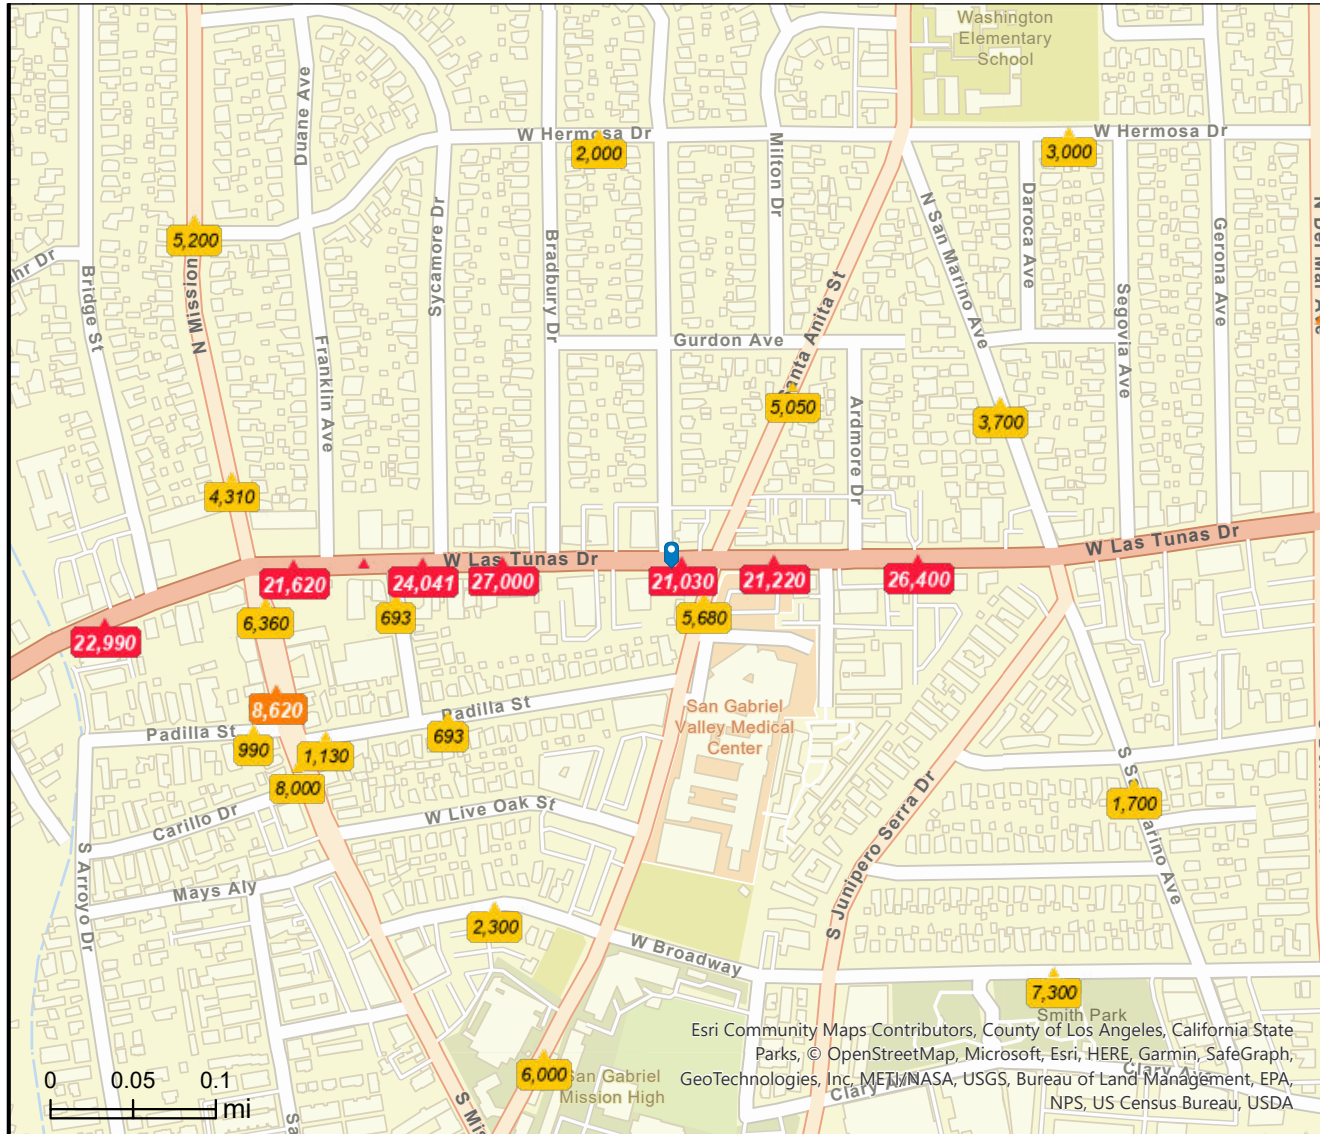 Washington
Elementary
School
Duane Ave
W Hermosa Dr
2,000
Milton Dr
W Hermosa Dr
3,000
5,200
Bridge St
N Mission
Sycamore Dr
Bradbury Dr
N San Marino Ave
Daroca Ave
Gerona Ave
Segovia Ave
Santa Anita St
Gurdon Ave
Franklin Ave
5,050
Ardmore Dr
3,700
4,310
W Las Tunas Dr
W Las Tunas Dr
21,620
24,041
27,000
21,030
21,220
26,400
22,990
6,360
693
5,680
8,620
Padilla St
Padilla St
990
1,130
693
8,000
San Gabriel
Valley Medical
Center
W Live Oak St
Carillo Dr
S Junipero Serra Dr
1,700
S Arroyo Dr
Mays Aly
2,300
W Broadway
7,300
Smith Park
6,000
San Gabriel
Mission High
Clary Ave
Clary Ave
Esri Community Maps Contributors, County of Los Angeles, California State
Parks, © OpenStreetMap, Microsoft, Esri, HERE, Garmin, SafeGraph,
GeoTechnologies, Inc, METI/NASA, USGS, Bureau of Land Management, EPA,
NPS, US Census Bureau, USDA
0 0.05 0.1
mi